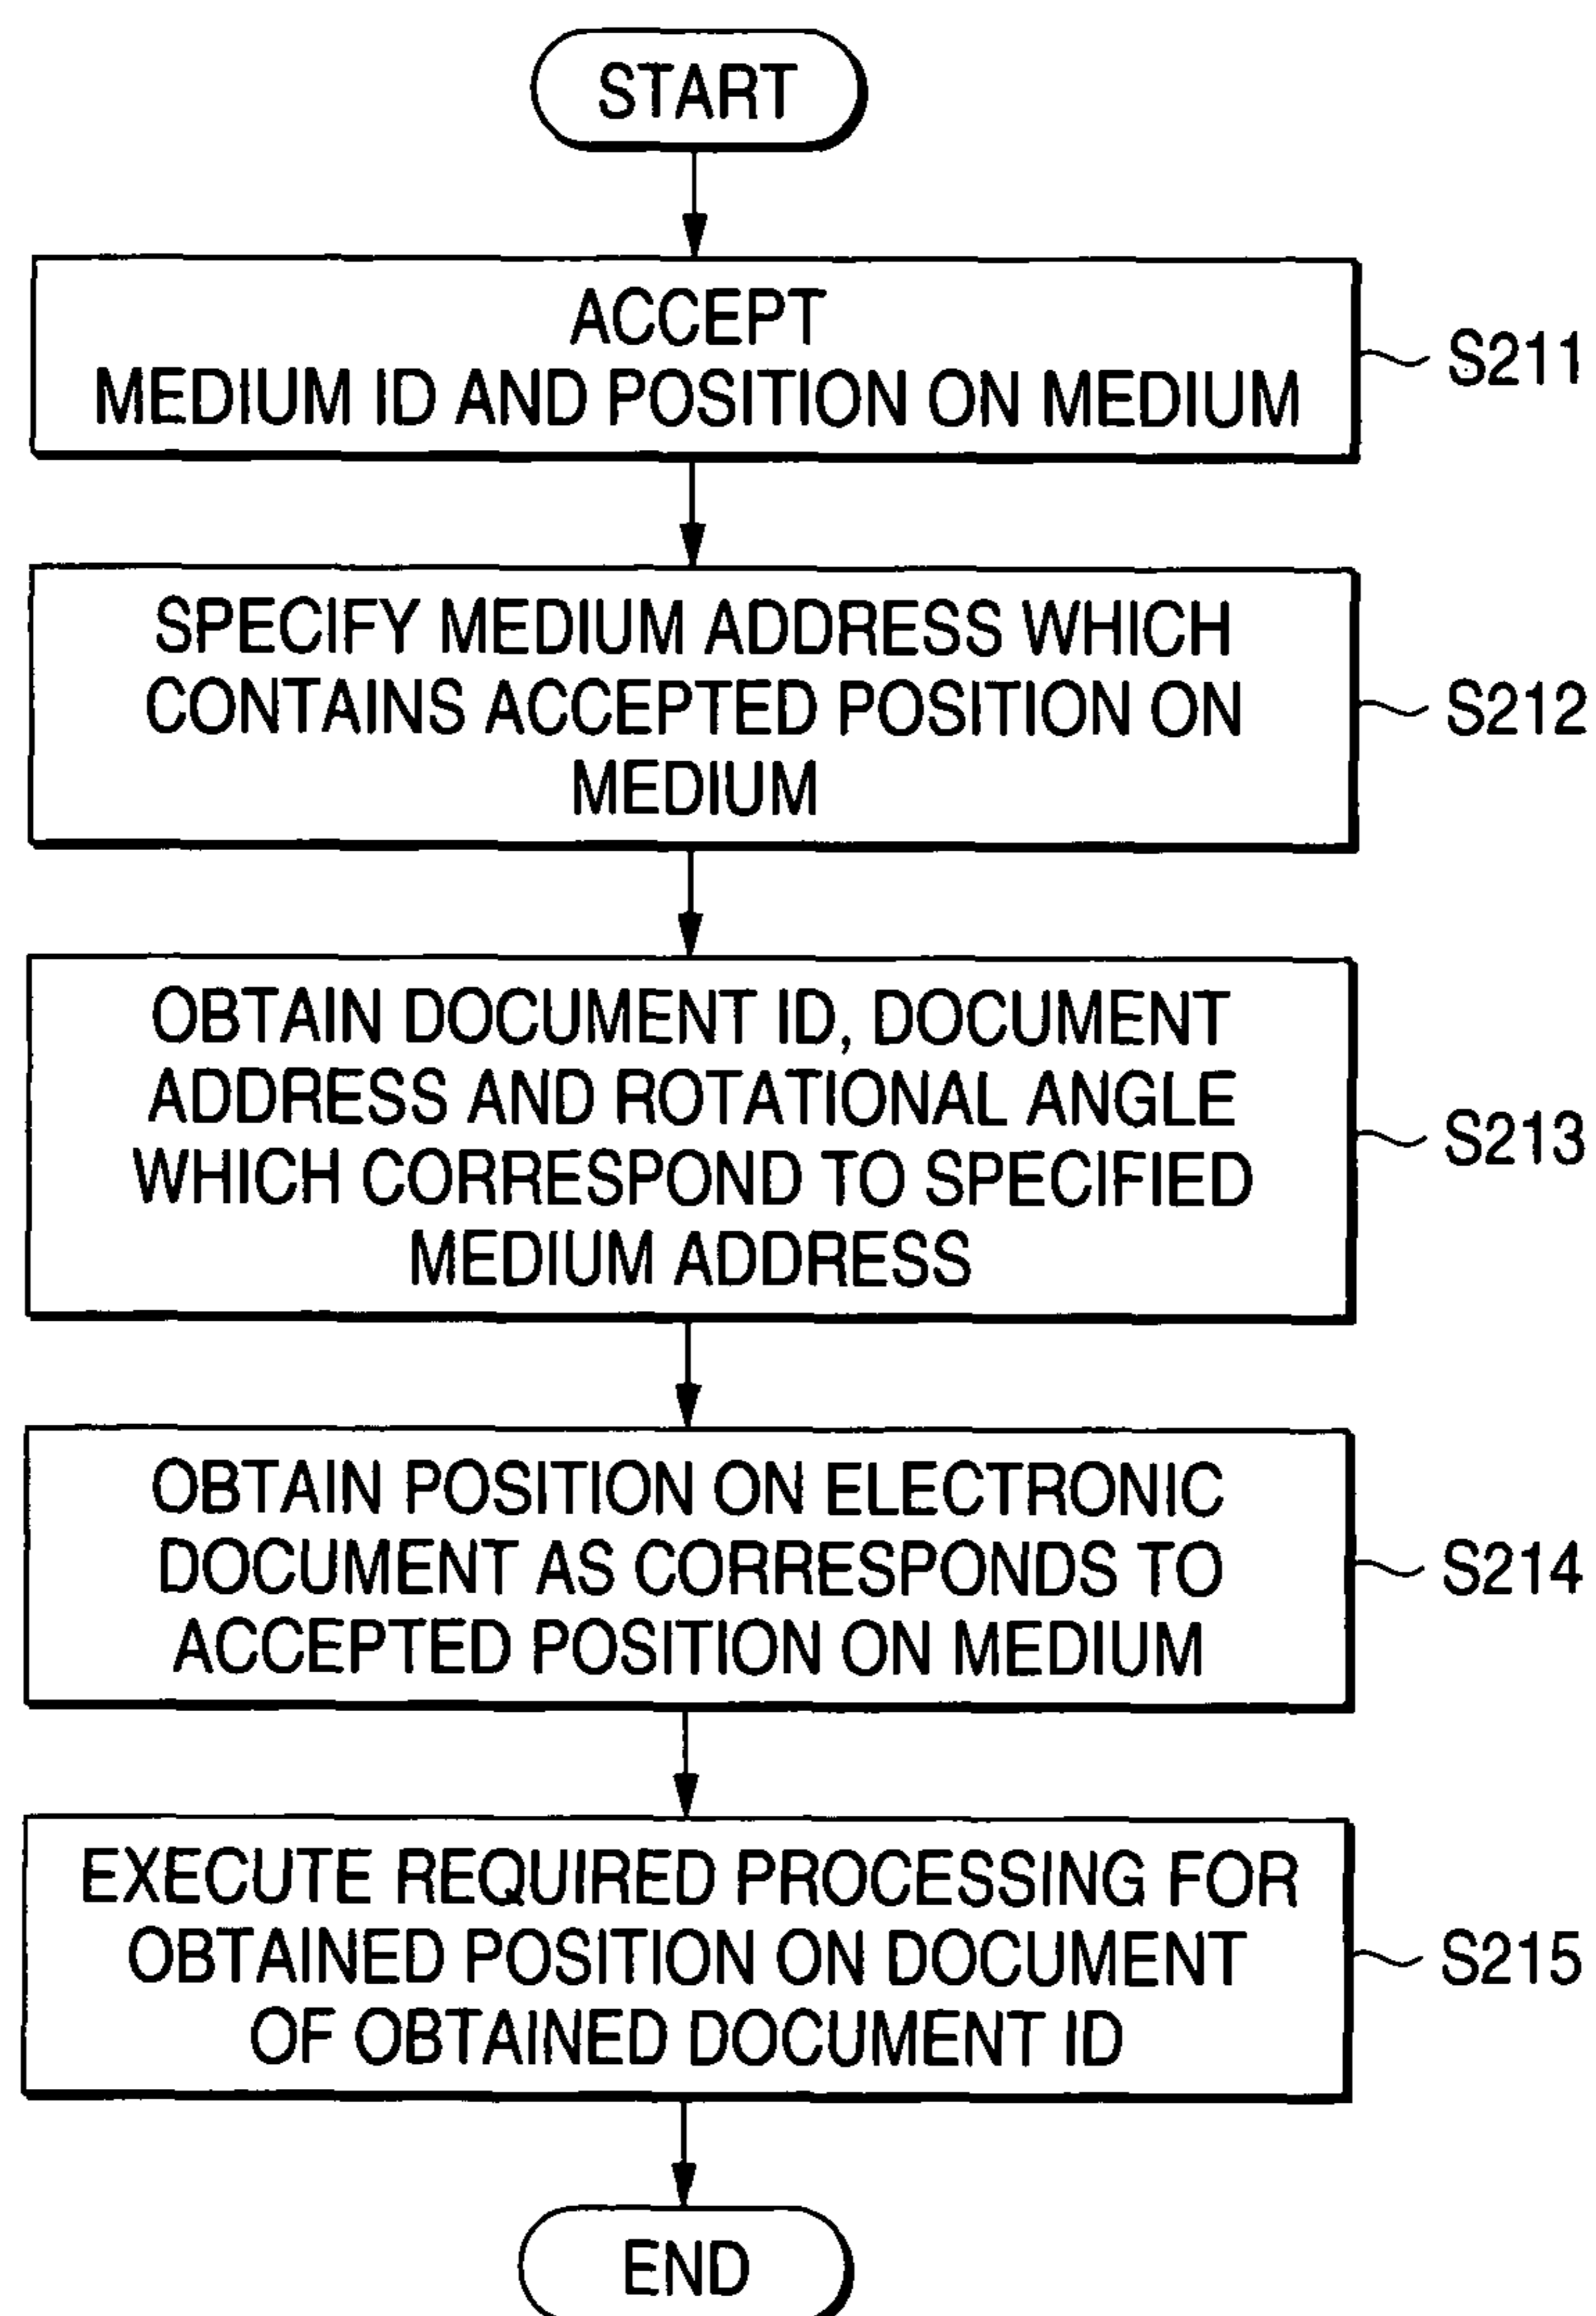 START
ACCEPT
MEDIUM ID AND POSITION ON MEDIUM
S211
SPECIFY MEDIUM ADDRESS WHICH
CONTAINS ACCEPTED POSITION ON
MEDIUM
S212
OBTAIN DOCUMENT ID, DOCUMENT
ADDRESS AND ROTATIONAL ANGLE
WHICH CORRESPOND TO SPECIFIED
MEDIUM ADDRESS
S213
OBTAIN POSITION ON ELECTRONIC
DOCUMENT AS CORRESPONDS TO
ACCEPTED POSITION ON MEDIUM
S214
EXECUTE REQUIRED PROCESSING FOR
OBTAINED POSITION ON DOCUMENT
OF OBTAINED DOCUMENT ID
S215
END